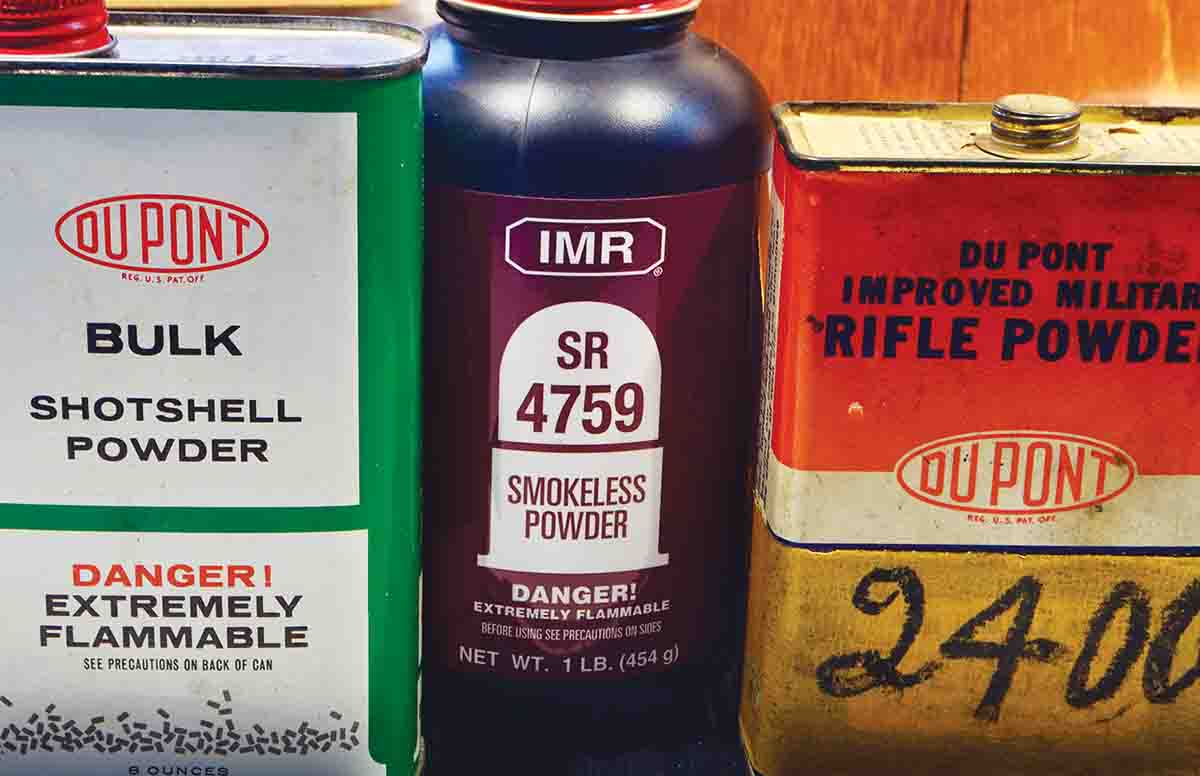 DU PONT
REG. U.S. PAT. OFF.
BULK
SHOTSHELL
POWDER
DANGER!
EXTREMELY
FLAMMABLE
SEE PRECAUTIONS ON BACK OF CAN
8 OUNCES
IMR
®
SR
4759
SMOKELESS
POWDER
DANGER!
EXTREMELY FLAMMABLE
BEFORE USING SEE PRECAUTIONS ON SIDES
NET WT. 1 LB. (454 g)
DU PONT
IMPROVED MILITAR
RIFLE POWDE
DU PONT
REG. U.S. PAT. OFF.
2400